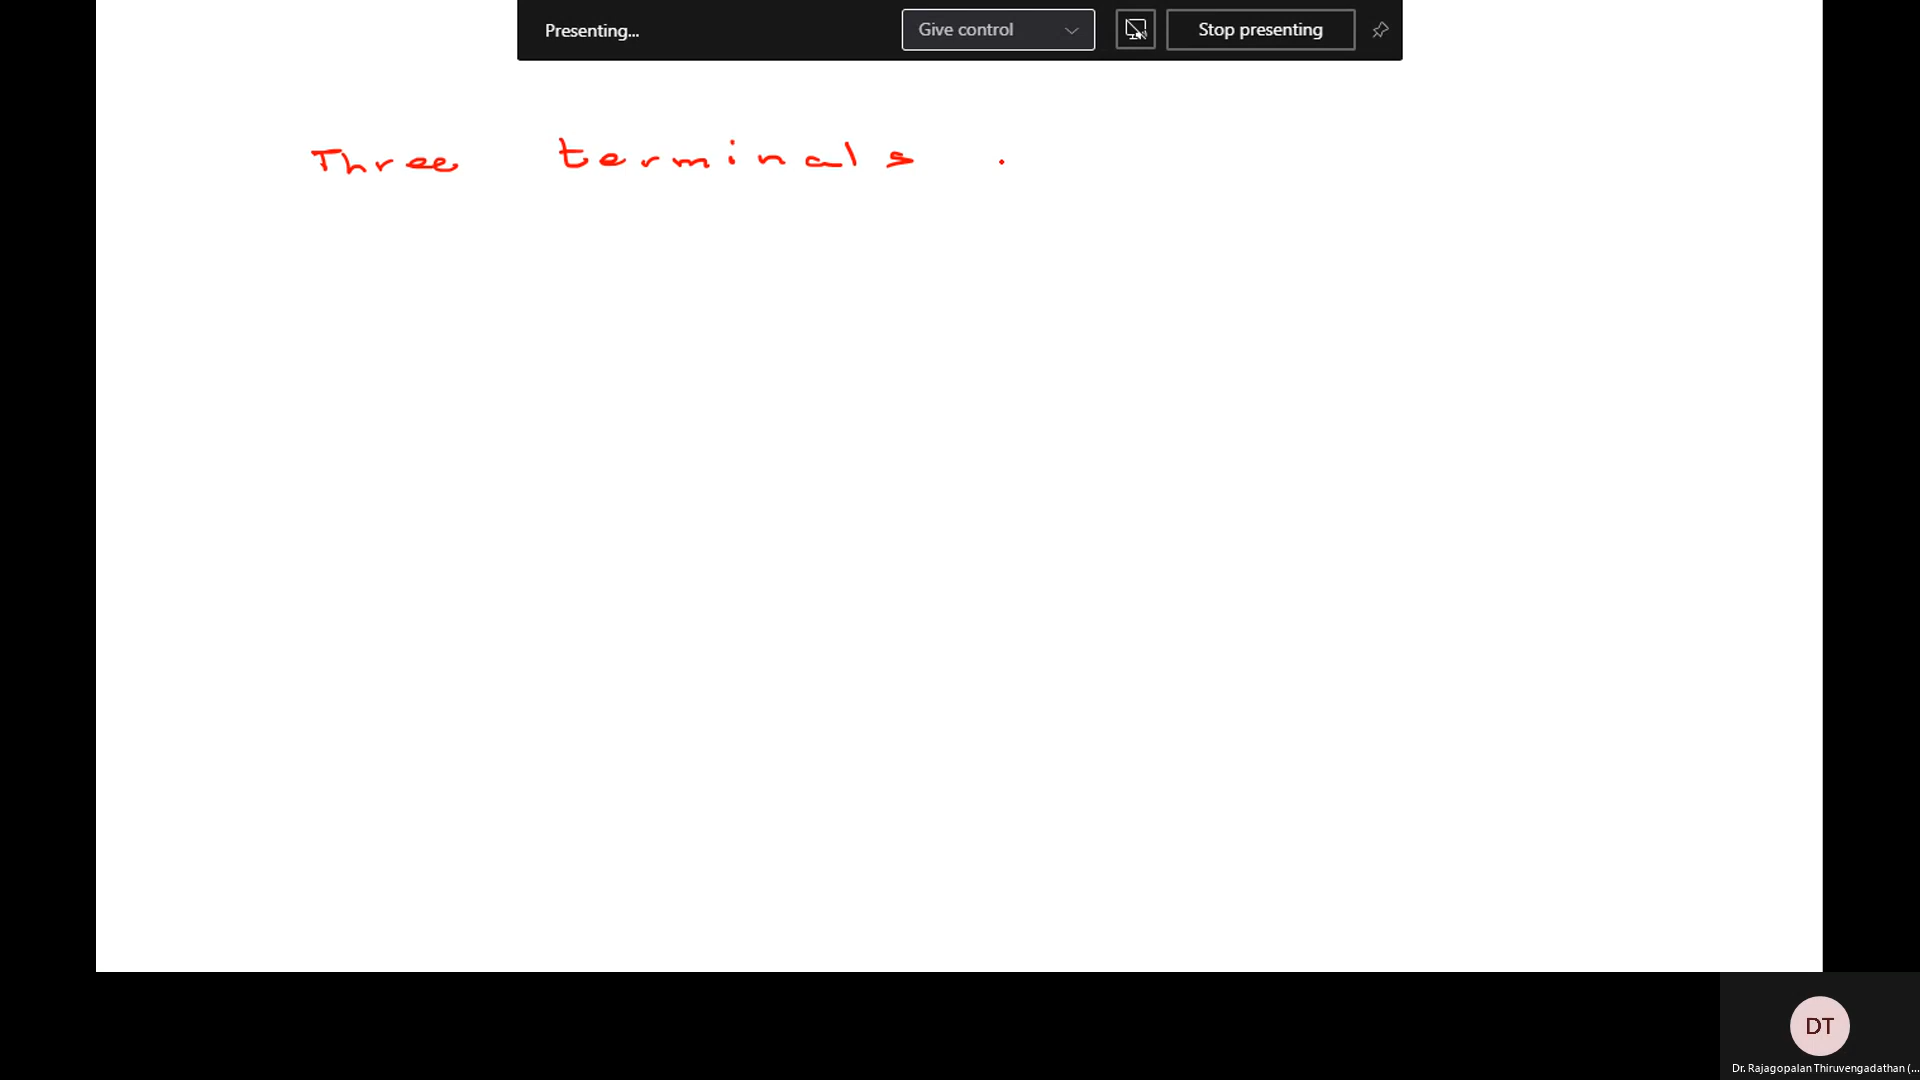 Presenting...
Give control
Stop presenting
Three terminals .
DT
Dr. Rajagopalan Thiruvengadathan (...